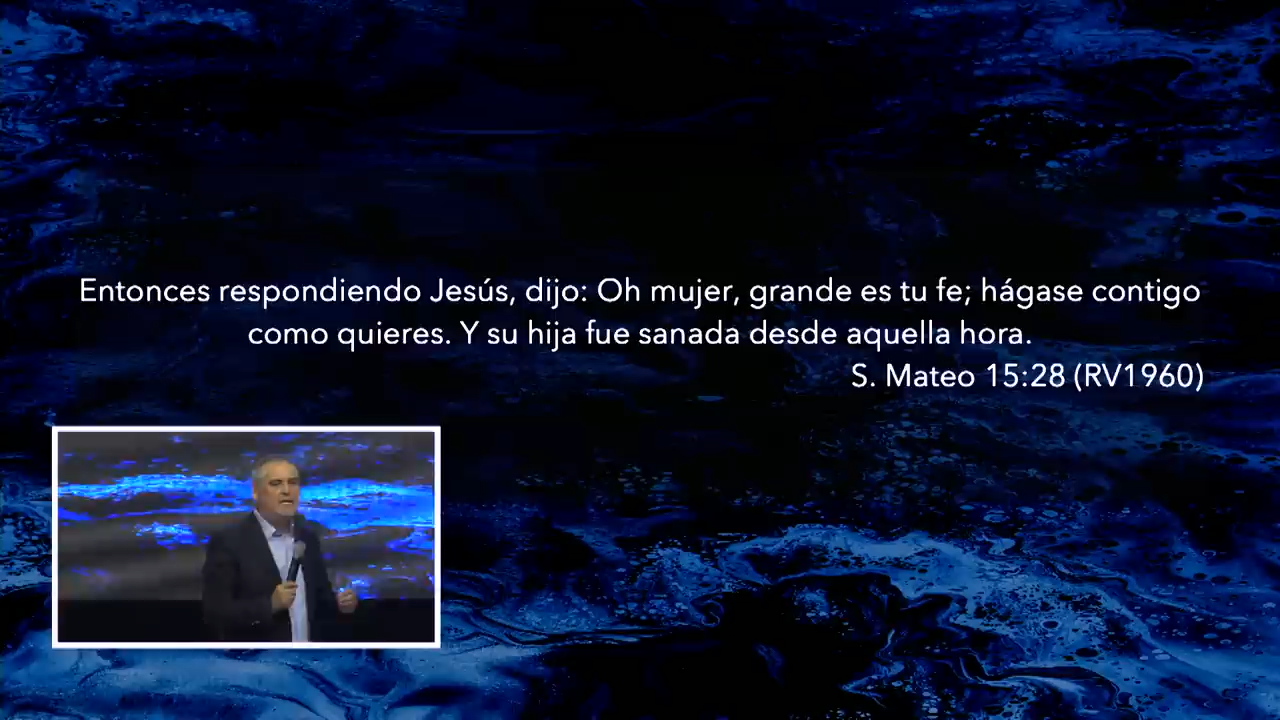 Entonces respondiendo Jesús, dijo: Oh mujer, grande es tu fe; hágase contigo
como quieres. Y su hija fue sanada desde aquella hora.
S. Mateo 15:28 (RV1960)